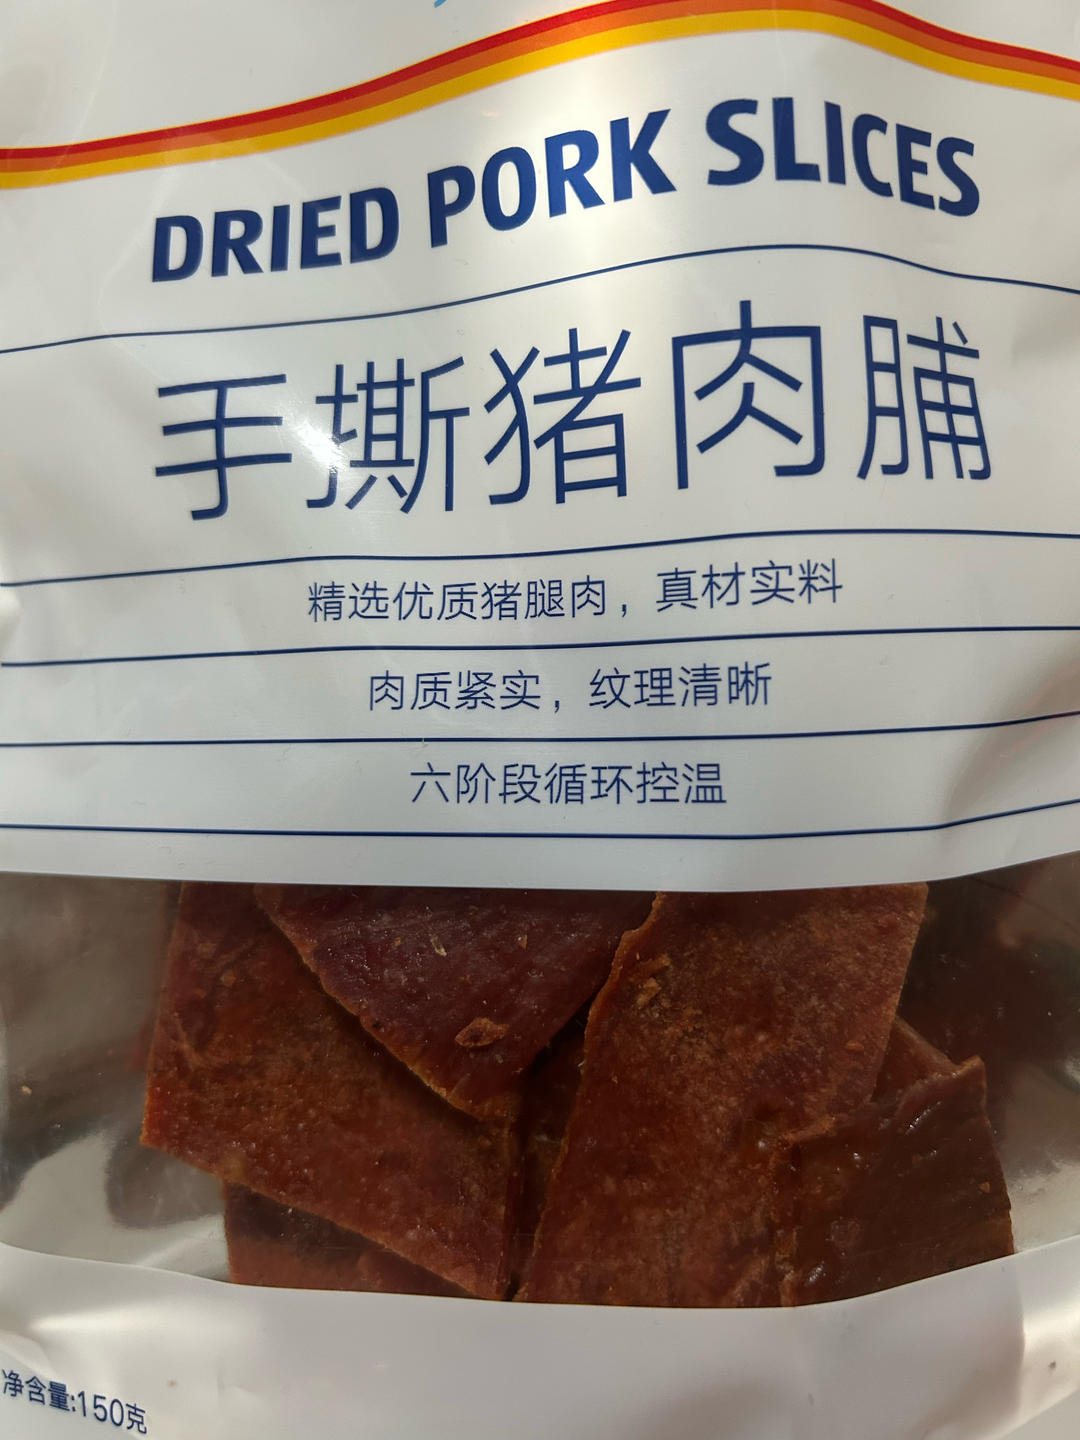 DRIED PORK SLICES
手撕猪肉脯
精选优质猪腿肉，真材实料
肉质紧实，纹理清晰
六阶段循环控温
净含量:150克